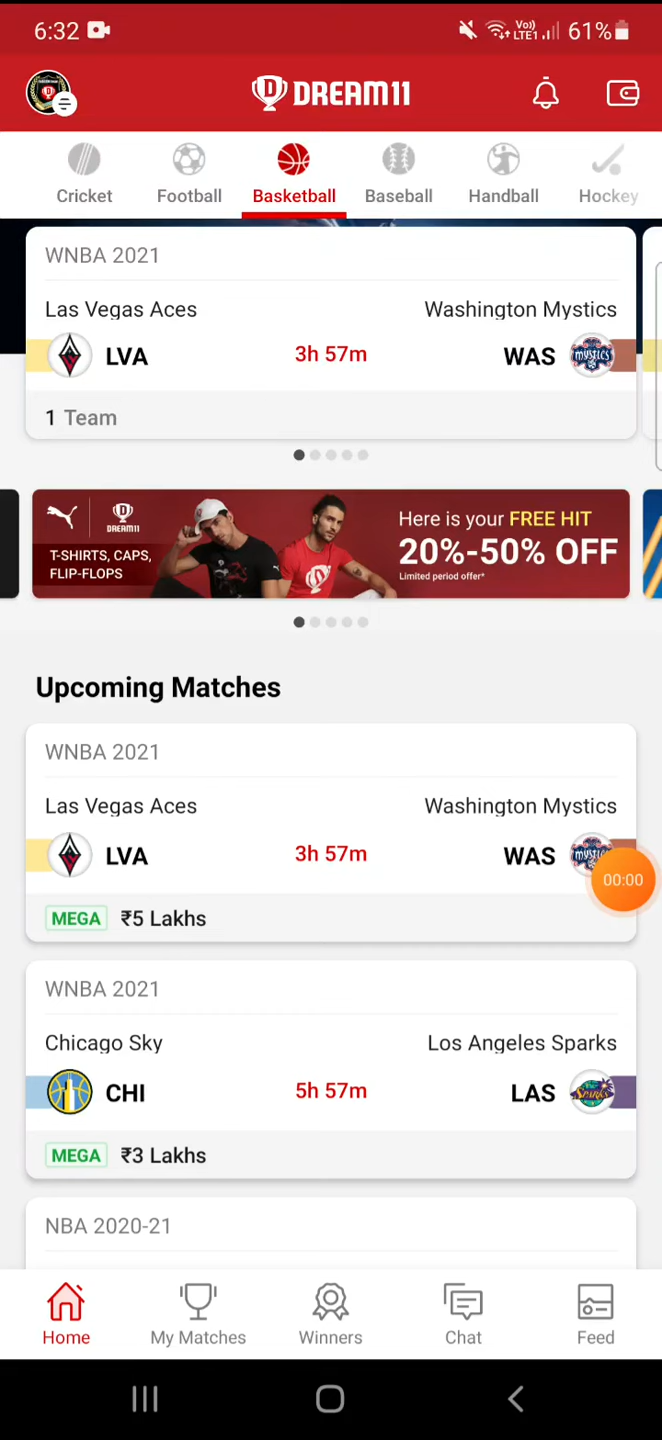 6:32 Vo)) LTE1 61%
DREAM11
Cricket Football Basketball Baseball Handball Hockey
WNBA 2021
Las Vegas Aces Washington Mystics
LVA 3h 57m WAS mystics
1 Team
DREAM11
T-SHIRTS, CAPS,
FLIP-FLOPS
Here is your FREE HIT
20%-50% OFF
Limited period offer*
Upcoming Matches
WNBA 2021
Las Vegas Aces Washington Mystics
LVA 3h 57m WAS
00:00
MEGA ₹5 Lakhs
WNBA 2021
Chicago Sky Los Angeles Sparks
CHI 5h 57m LAS SPARKS
MEGA ₹3 Lakhs
NBA 2020-21
Home My Matches Winners Chat Feed